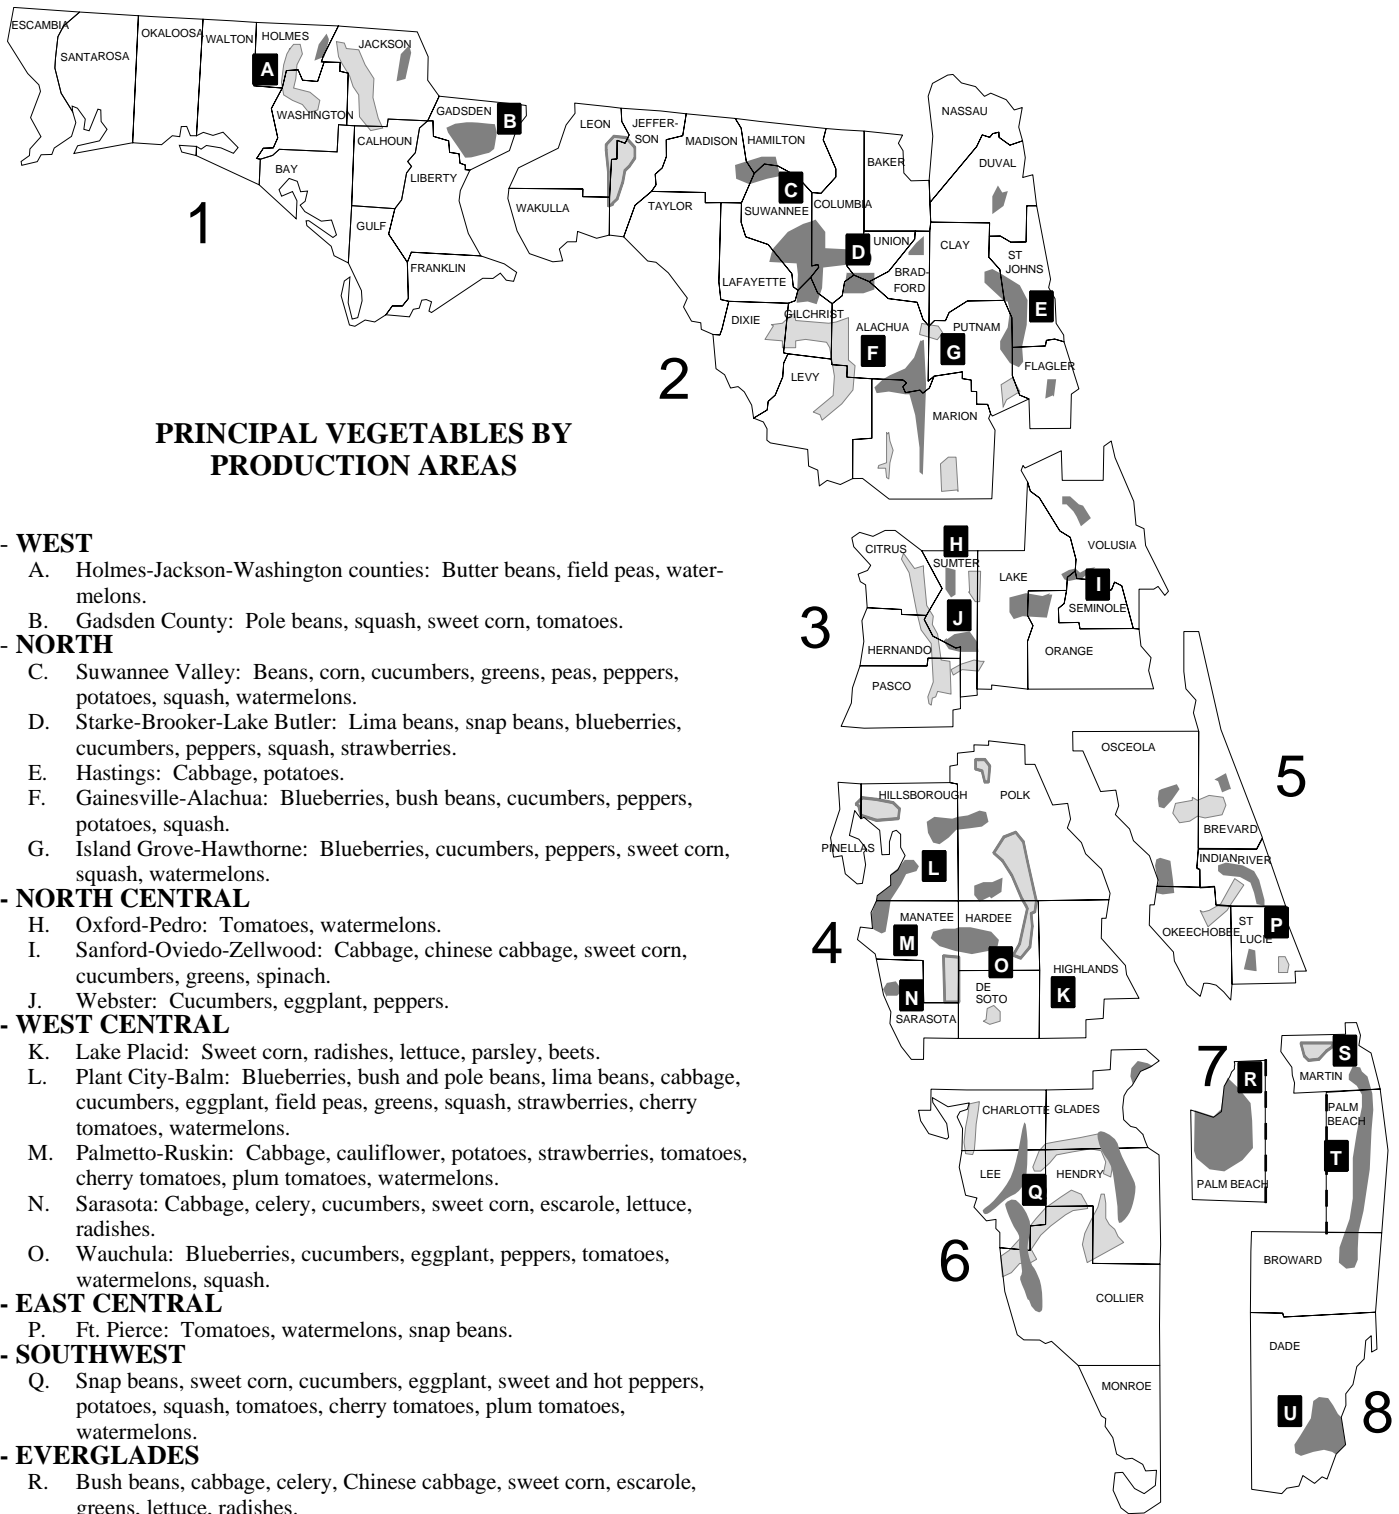 ESCAMBIA
SANTAROSA
OKALOOSA
WALTON
HOLMES
JACKSON
A
WASHINGTON
GADSDEN
B
CALHOUN
BAY
LIBERTY
GULF
FRANKLIN
1
LEON
JEFFER-
SON
MADISON
HAMILTON
WAKULLA
TAYLOR
C
SUWANNEE
COLUMBIA
BAKER
NASSAU
DUVAL
D
UNION
CLAY
ST
JOHNS
LAFAYETTE
BRAD-
FORD
DIXIE
GILCHRIST
ALACHUA
PUTNAM
E
F
G
FLAGLER
2
LEVY
MARION
PRINCIPAL VEGETABLES BY
PRODUCTION AREAS
- WEST
A. Holmes-Jackson-Washington counties: Butter beans, field peas, water-
melons.
B. Gadsden County: Pole beans, squash, sweet corn, tomatoes.
- NORTH
C. Suwannee Valley: Beans, corn, cucumbers, greens, peas, peppers,
potatoes, squash, watermelons.
D. Starke-Brooker-Lake Butler: Lima beans, snap beans, blueberries,
cucumbers, peppers, squash, strawberries.
E. Hastings: Cabbage, potatoes.
F. Gainesville-Alachua: Blueberries, bush beans, cucumbers, peppers,
potatoes, squash.
G. Island Grove-Hawthorne: Blueberries, cucumbers, peppers, sweet corn,
squash, watermelons.
- NORTH CENTRAL
H. Oxford-Pedro: Tomatoes, watermelons.
I. Sanford-Oviedo-Zellwood: Cabbage, chinese cabbage, sweet corn,
cucumbers, greens, spinach.
J. Webster: Cucumbers, eggplant, peppers.
- WEST CENTRAL
K. Lake Placid: Sweet corn, radishes, lettuce, parsley, beets.
L. Plant City-Balm: Blueberries, bush and pole beans, lima beans, cabbage,
cucumbers, eggplant, field peas, greens, squash, strawberries, cherry
tomatoes, watermelons.
M. Palmetto-Ruskin: Cabbage, cauliflower, potatoes, strawberries, tomatoes,
cherry tomatoes, plum tomatoes, watermelons.
N. Sarasota: Cabbage, celery, cucumbers, sweet corn, escarole, lettuce,
radishes.
O. Wauchula: Blueberries, cucumbers, eggplant, peppers, tomatoes,
watermelons, squash.
- EAST CENTRAL
P. Ft. Pierce: Tomatoes, watermelons, snap beans.
- SOUTHWEST
Q. Snap beans, sweet corn, cucumbers, eggplant, sweet and hot peppers,
potatoes, squash, tomatoes, cherry tomatoes, plum tomatoes,
watermelons.
- EVERGLADES
R. Bush beans, cabbage, celery, Chinese cabbage, sweet corn, escarole,
greens, lettuce, radishes.
CITRUS
H
SUMTER
LAKE
VOLUSIA
I
SEMINOLE
J
3
HERNANDO
ORANGE
PASCO
OSCEOLA
5
HILLSBOROUGH
POLK
BREVARD
PINELLAS
L
INDIAN RIVER
4
MANATEE
HARDEE
M
O
HIGHLANDS
OKEECHOBEE
ST
LUCIE
P
N
DE
SOTO
K
SARASOTA
7
R
S
MARTIN
CHARLOTTE
GLADES
PALM
BEACH
T
LEE
HENDRY
Q
PALM BEACH
6
BROWARD
COLLIER
DADE
MONROE
U
8